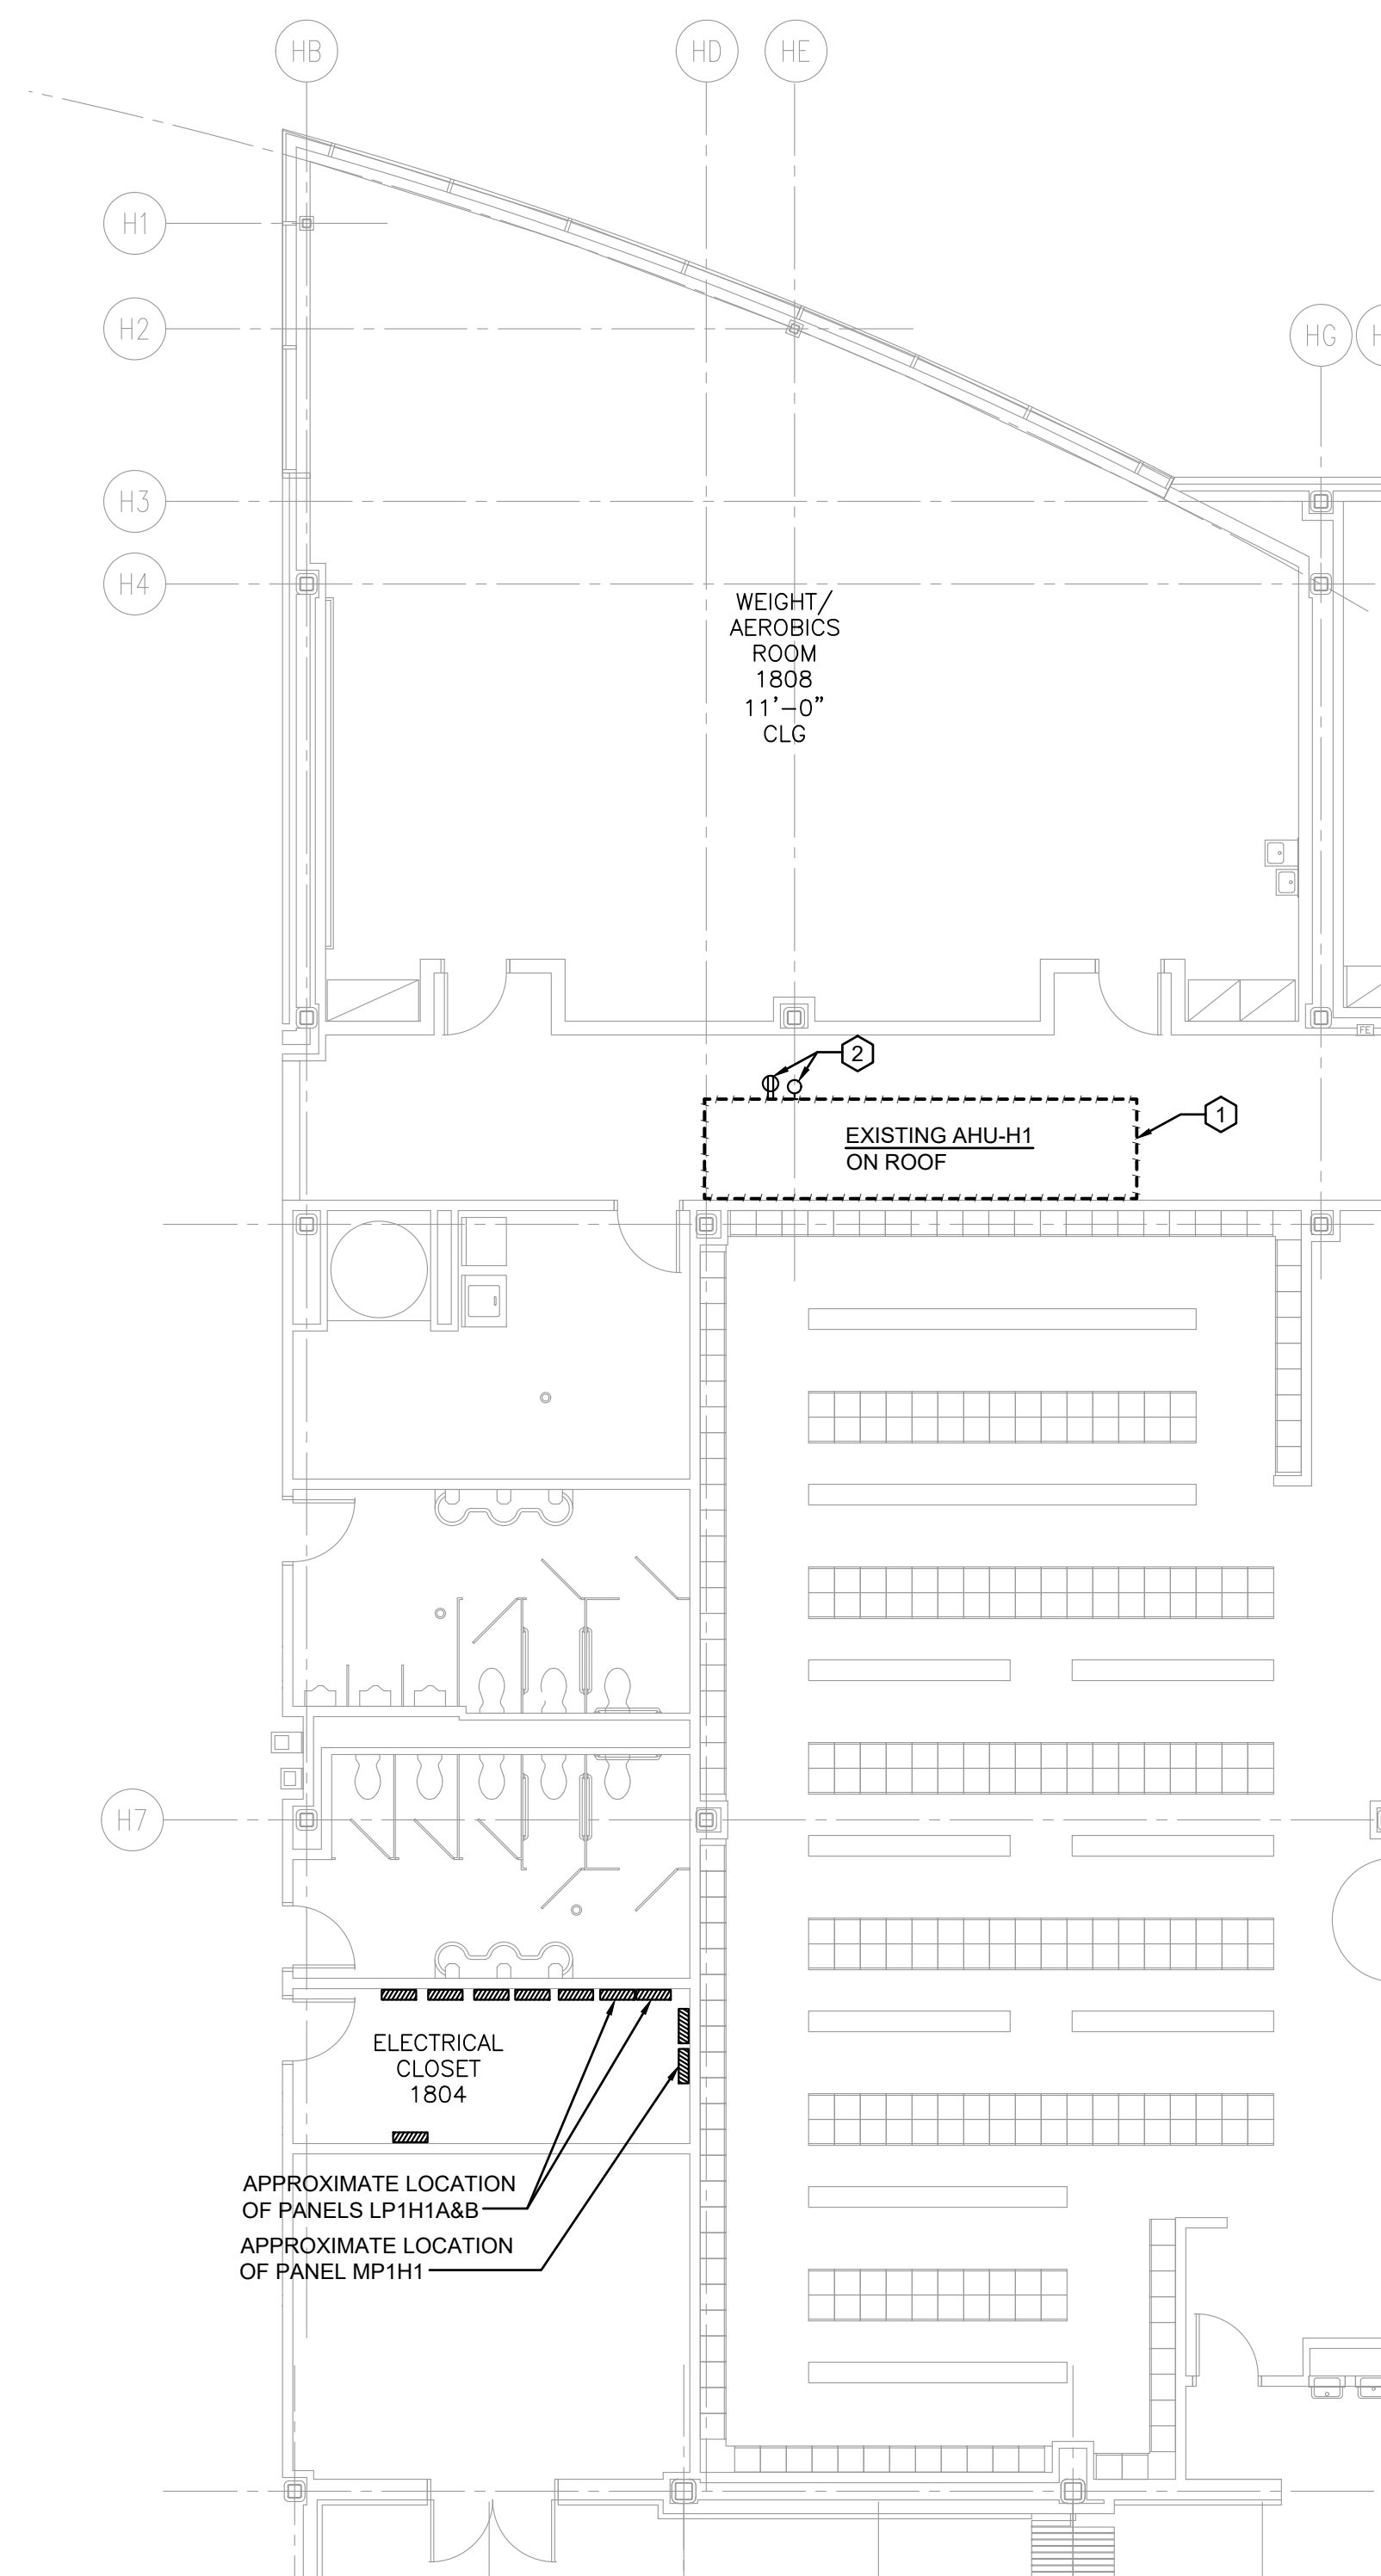 HB
HD
HE
H1
H2
HG
H
H3
H4
WEIGHT/
AEROBICS
ROOM
1808
11'-0"
CLG
FE
2
1
EXISTING AHU-H1
ON ROOF
H7
ELECTRICAL
CLOSET
1804
APPROXIMATE LOCATION
OF PANELS LP1H1A&B
APPROXIMATE LOCATION
OF PANEL MP1H1